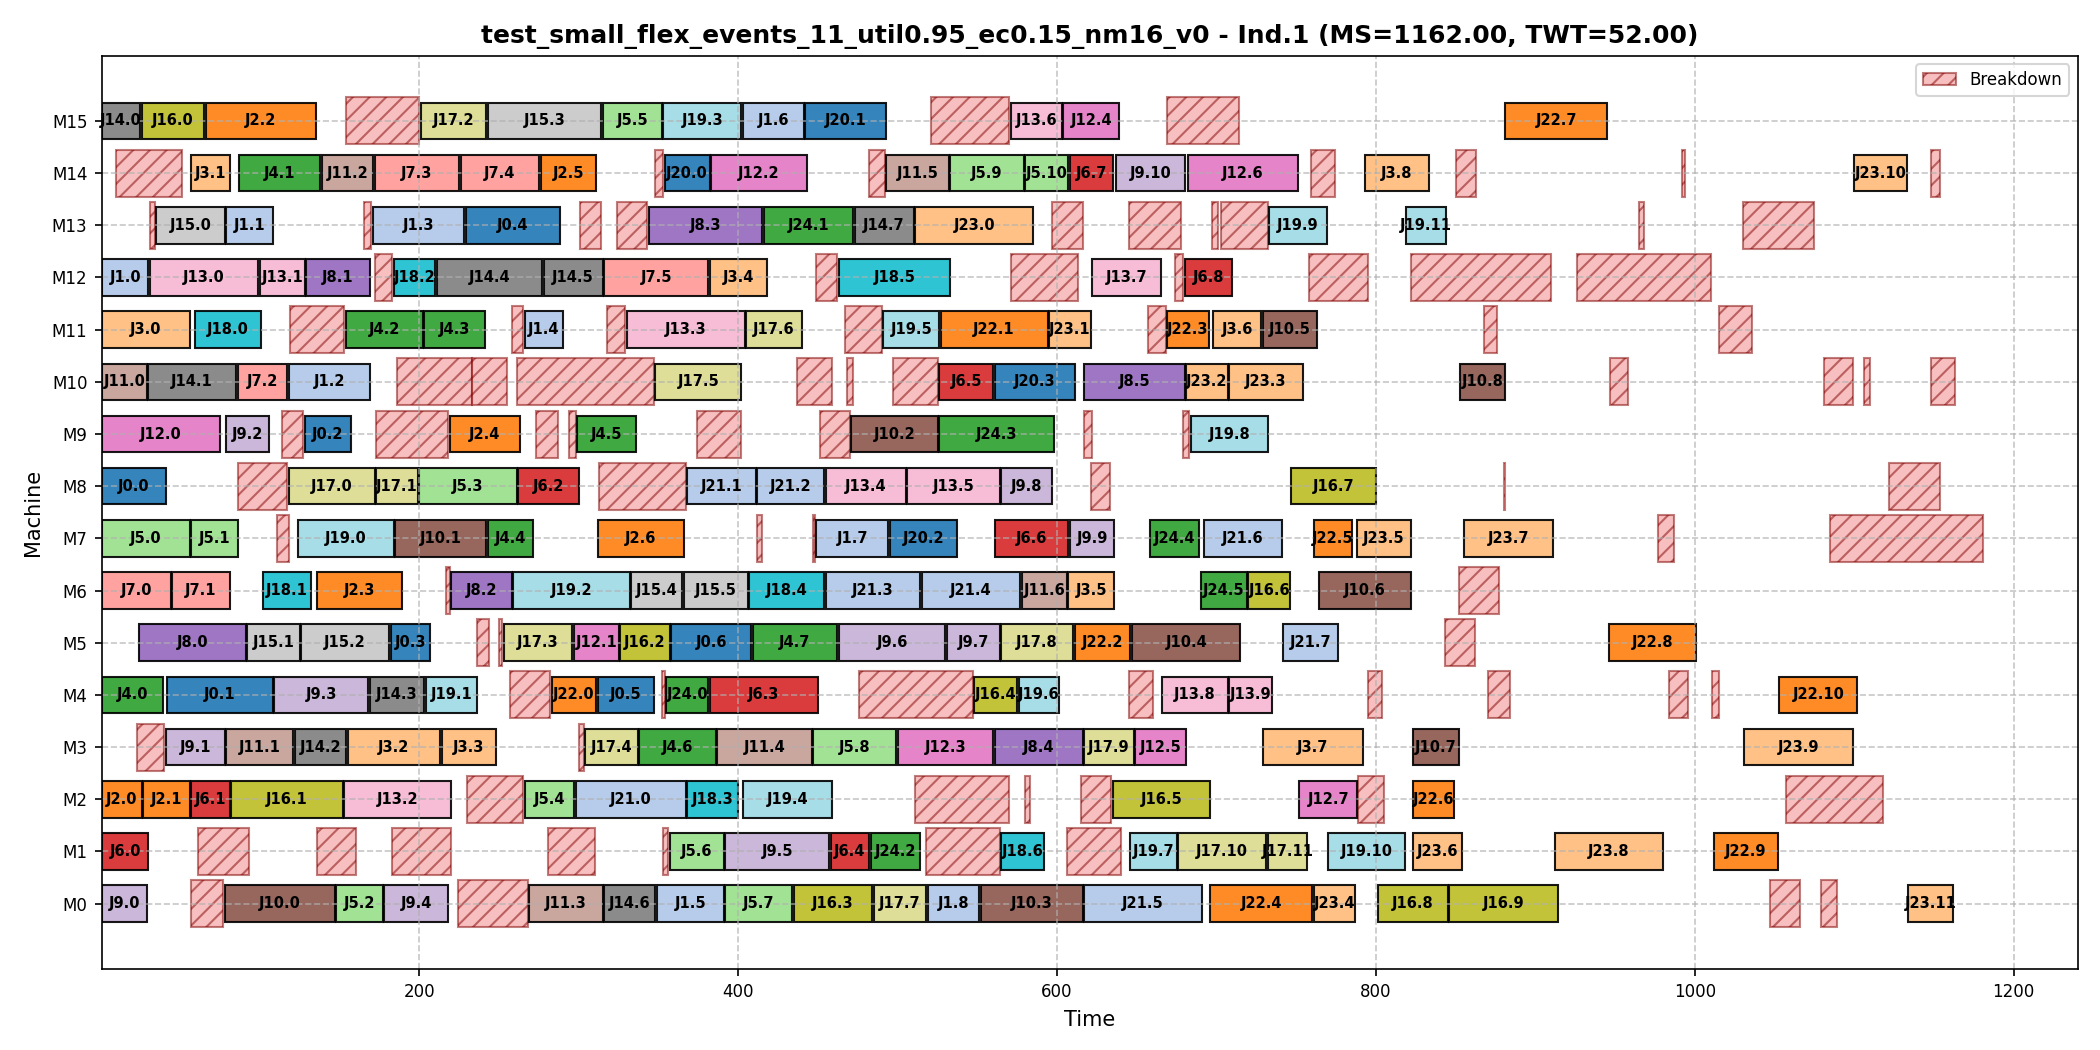 test_small_flex_events_11_util0.95_ec0.15_nm16_v0 - Ind.1 (MS=1162.00, TWT=52.00)
Breakdown
M15 J14.0 J16.0 J2.2 J17.2 J15.3 J5.5 J19.3 J1.6 J20.1 J13.6 J12.4 J22.7
M14 J3.1 J4.1 J11.2 J7.3 J7.4 J2.5 J20.0 J12.2 J11.5 J5.9 J5.10 J6.7 J9.10 J12.6 J3.8 J23.10
M13 J15.0 J1.1 J1.3 J0.4 J8.3 J24.1 J14.7 J23.0 J19.9 J19.11
M12 J1.0 J13.0 J13.1 J8.1 J18.2 J14.4 J14.5 J7.5 J3.4 J18.5 J13.7 J6.8
M11 J3.0 J18.0 J4.2 J4.3 J1.4 J13.3 J17.6 J19.5 J22.1 J23.1 J22.3 J3.6 J10.5
M10 J11.0 J14.1 J7.2 J1.2 J17.5 J6.5 J20.3 J8.5 J23.2 J23.3 J10.8
M9 J12.0 J9.2 J0.2 J2.4 J4.5 J10.2 J24.3 J19.8
M8 J0.0 J17.0 J17.1 J5.3 J6.2 J21.1 J21.2 J13.4 J13.5 J9.8 J16.7
M7 J5.0 J5.1 J19.0 J10.1 J4.4 J2.6 J1.7 J20.2 J6.6 J9.9 J24.4 J21.6 J22.5 J23.5 J23.7
M6 J7.0 J7.1 J18.1 J2.3 J8.2 J19.2 J15.4 J15.5 J18.4 J21.3 J21.4 J11.6 J3.5 J24.5 J16.6 J10.6
M5 J8.0 J15.1 J15.2 J0.3 J17.3 J12.1 J16.2 J0.6 J4.7 J9.6 J9.7 J17.8 J22.2 J10.4 J21.7 J22.8
M4 J4.0 J0.1 J9.3 J14.3 J19.1 J22.0 J0.5 J24.0 J6.3 J16.4 J19.6 J13.8 J13.9 J22.10
M3 J9.1 J11.1 J14.2 J3.2 J3.3 J17.4 J4.6 J11.4 J5.8 J12.3 J8.4 J17.9 J12.5 J3.7 J10.7 J23.9
M2 J2.0 J2.1 J6.1 J16.1 J13.2 J5.4 J21.0 J18.3 J19.4 J16.5 J12.7 J22.6
M1 J6.0 J5.6 J9.5 J6.4 J24.2 J18.6 J19.7 J17.10 J17.11 J19.10 J23.6 J23.8 J22.9
M0 J9.0 J10.0 J5.2 J9.4 J11.3 J14.6 J1.5 J5.7 J16.3 J17.7 J1.8 J10.3 J21.5 J22.4 J23.4 J16.8 J16.9 J23.11
Machine
200 400 600 800 1000 1200
Time